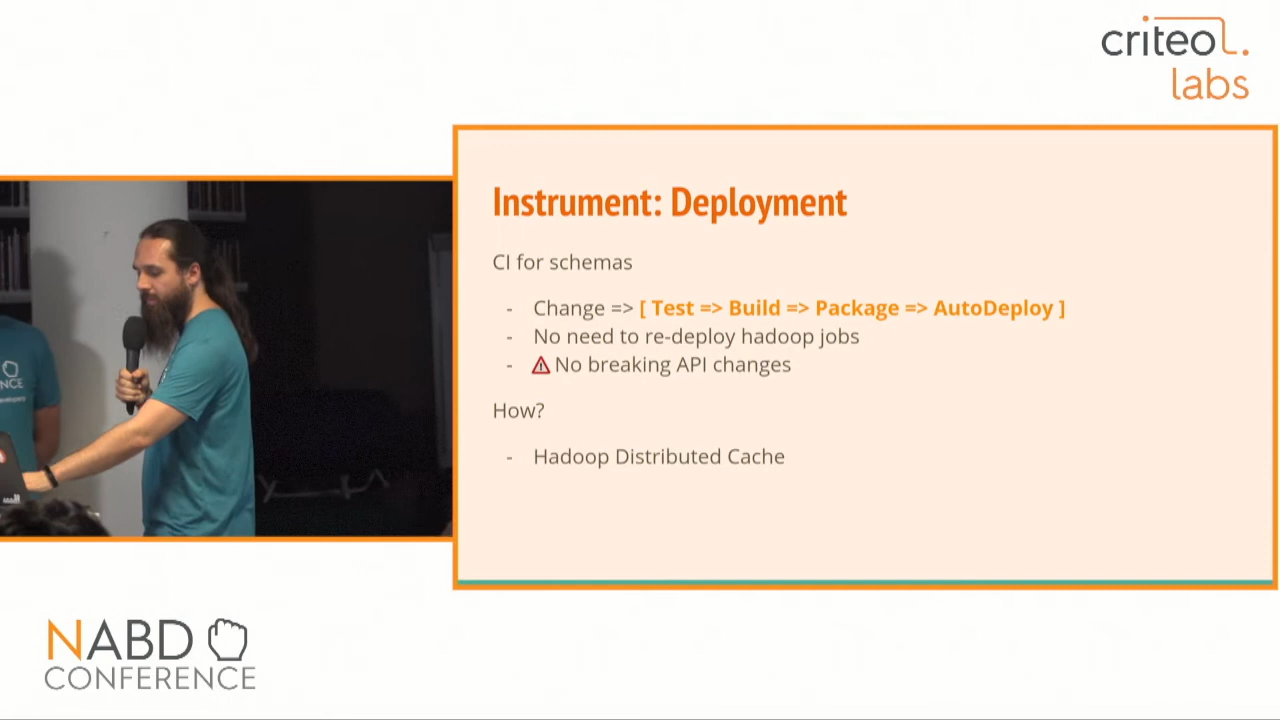 criteo.
labs
Instrument: Deployment
CI for schemas
- Change => [ Test => Build => Package => AutoDeploy ]
- No need to re-deploy hadoop jobs
- ⚠ No breaking API changes
How?
- Hadoop Distributed Cache
NABD
CONFERENCE